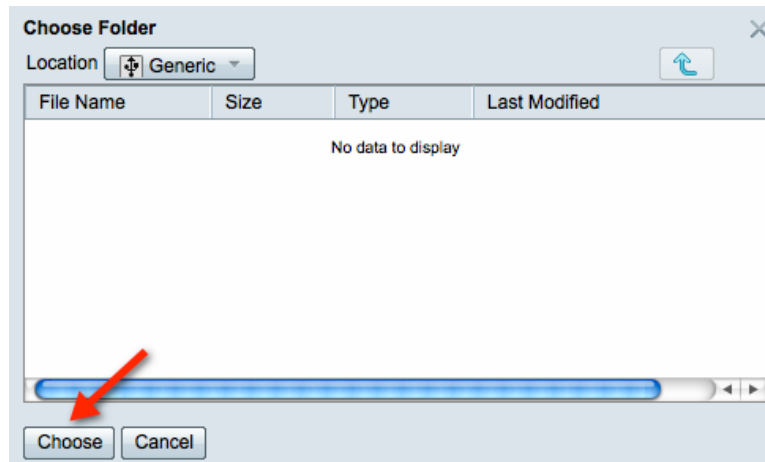 Choose Folder
Location Generic
File Name Size Type Last Modified
No data to display
Choose Cancel